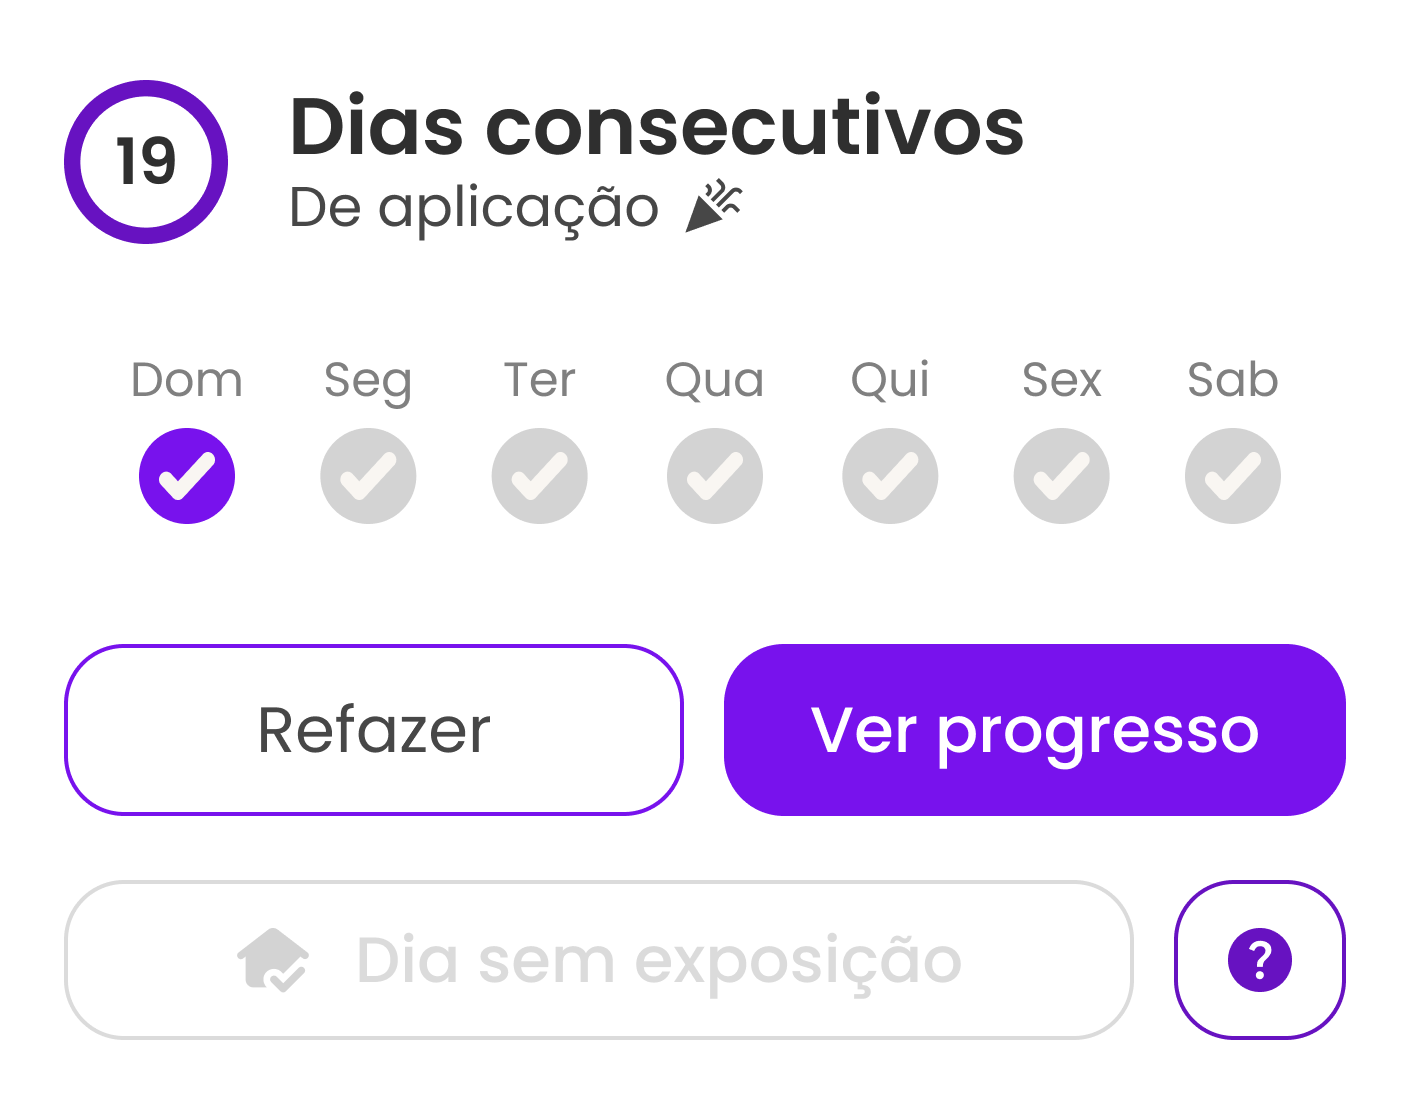 19
Dias consecutivos
De aplicação
Dom Seg Ter Qua Qui Sex Sab
Refazer
Ver progresso
Dia sem exposição
?